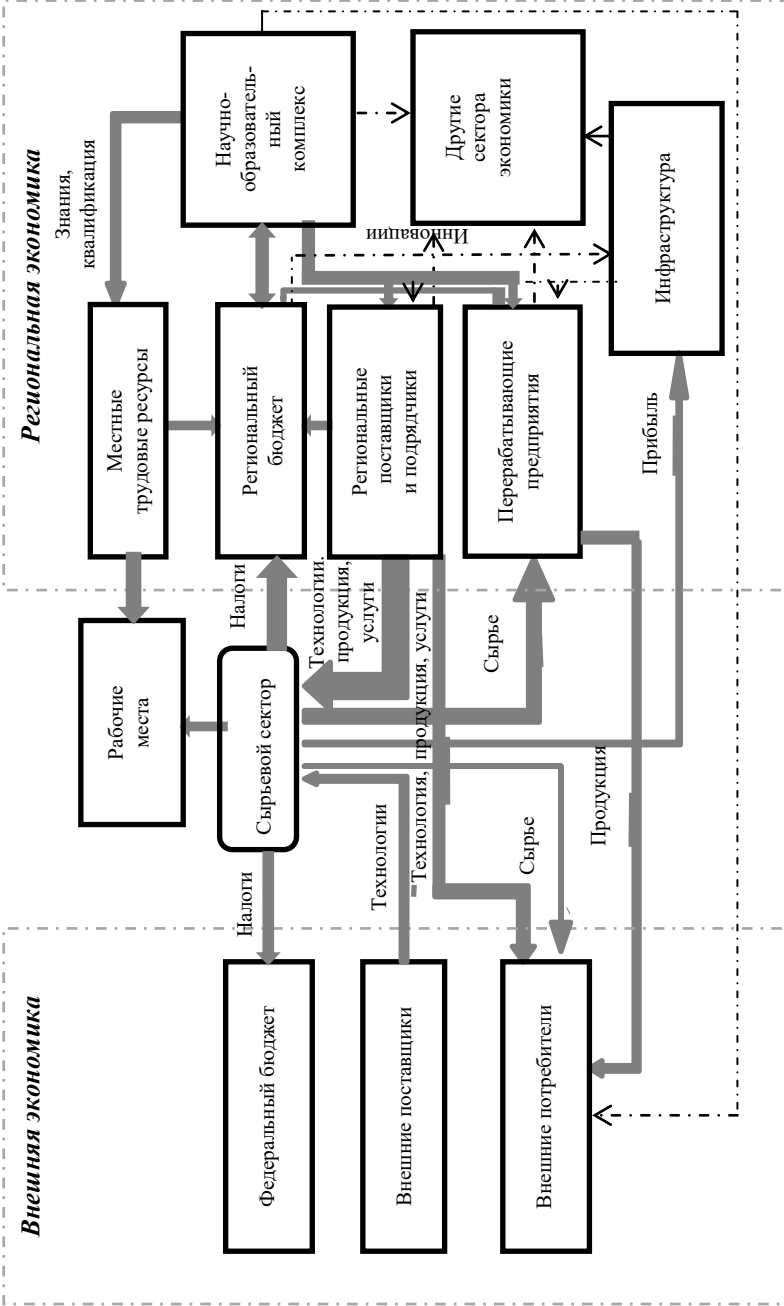 Внешняя экономика
Региональная экономика
Федеральный бюджет
Внешние поставщики
Внешние потребители
Налоги
Рабочие
места
Сырьевой сектор
Технологии
Технология, продукция, услуги
Сырье
Продукция
Налоги
Технологии.
продукция,
услуги
Сырье
Прибыль
Местные
трудовые ресурсы
Региональный
бюджет
Региональные
поставщики
и подрядчики
Перерабатывающие
предприятия
Знания,
квалификация
Инновации
Инфраструктура
Научно-
образователь-
ный
комплекс
Другие
сектора
экономики